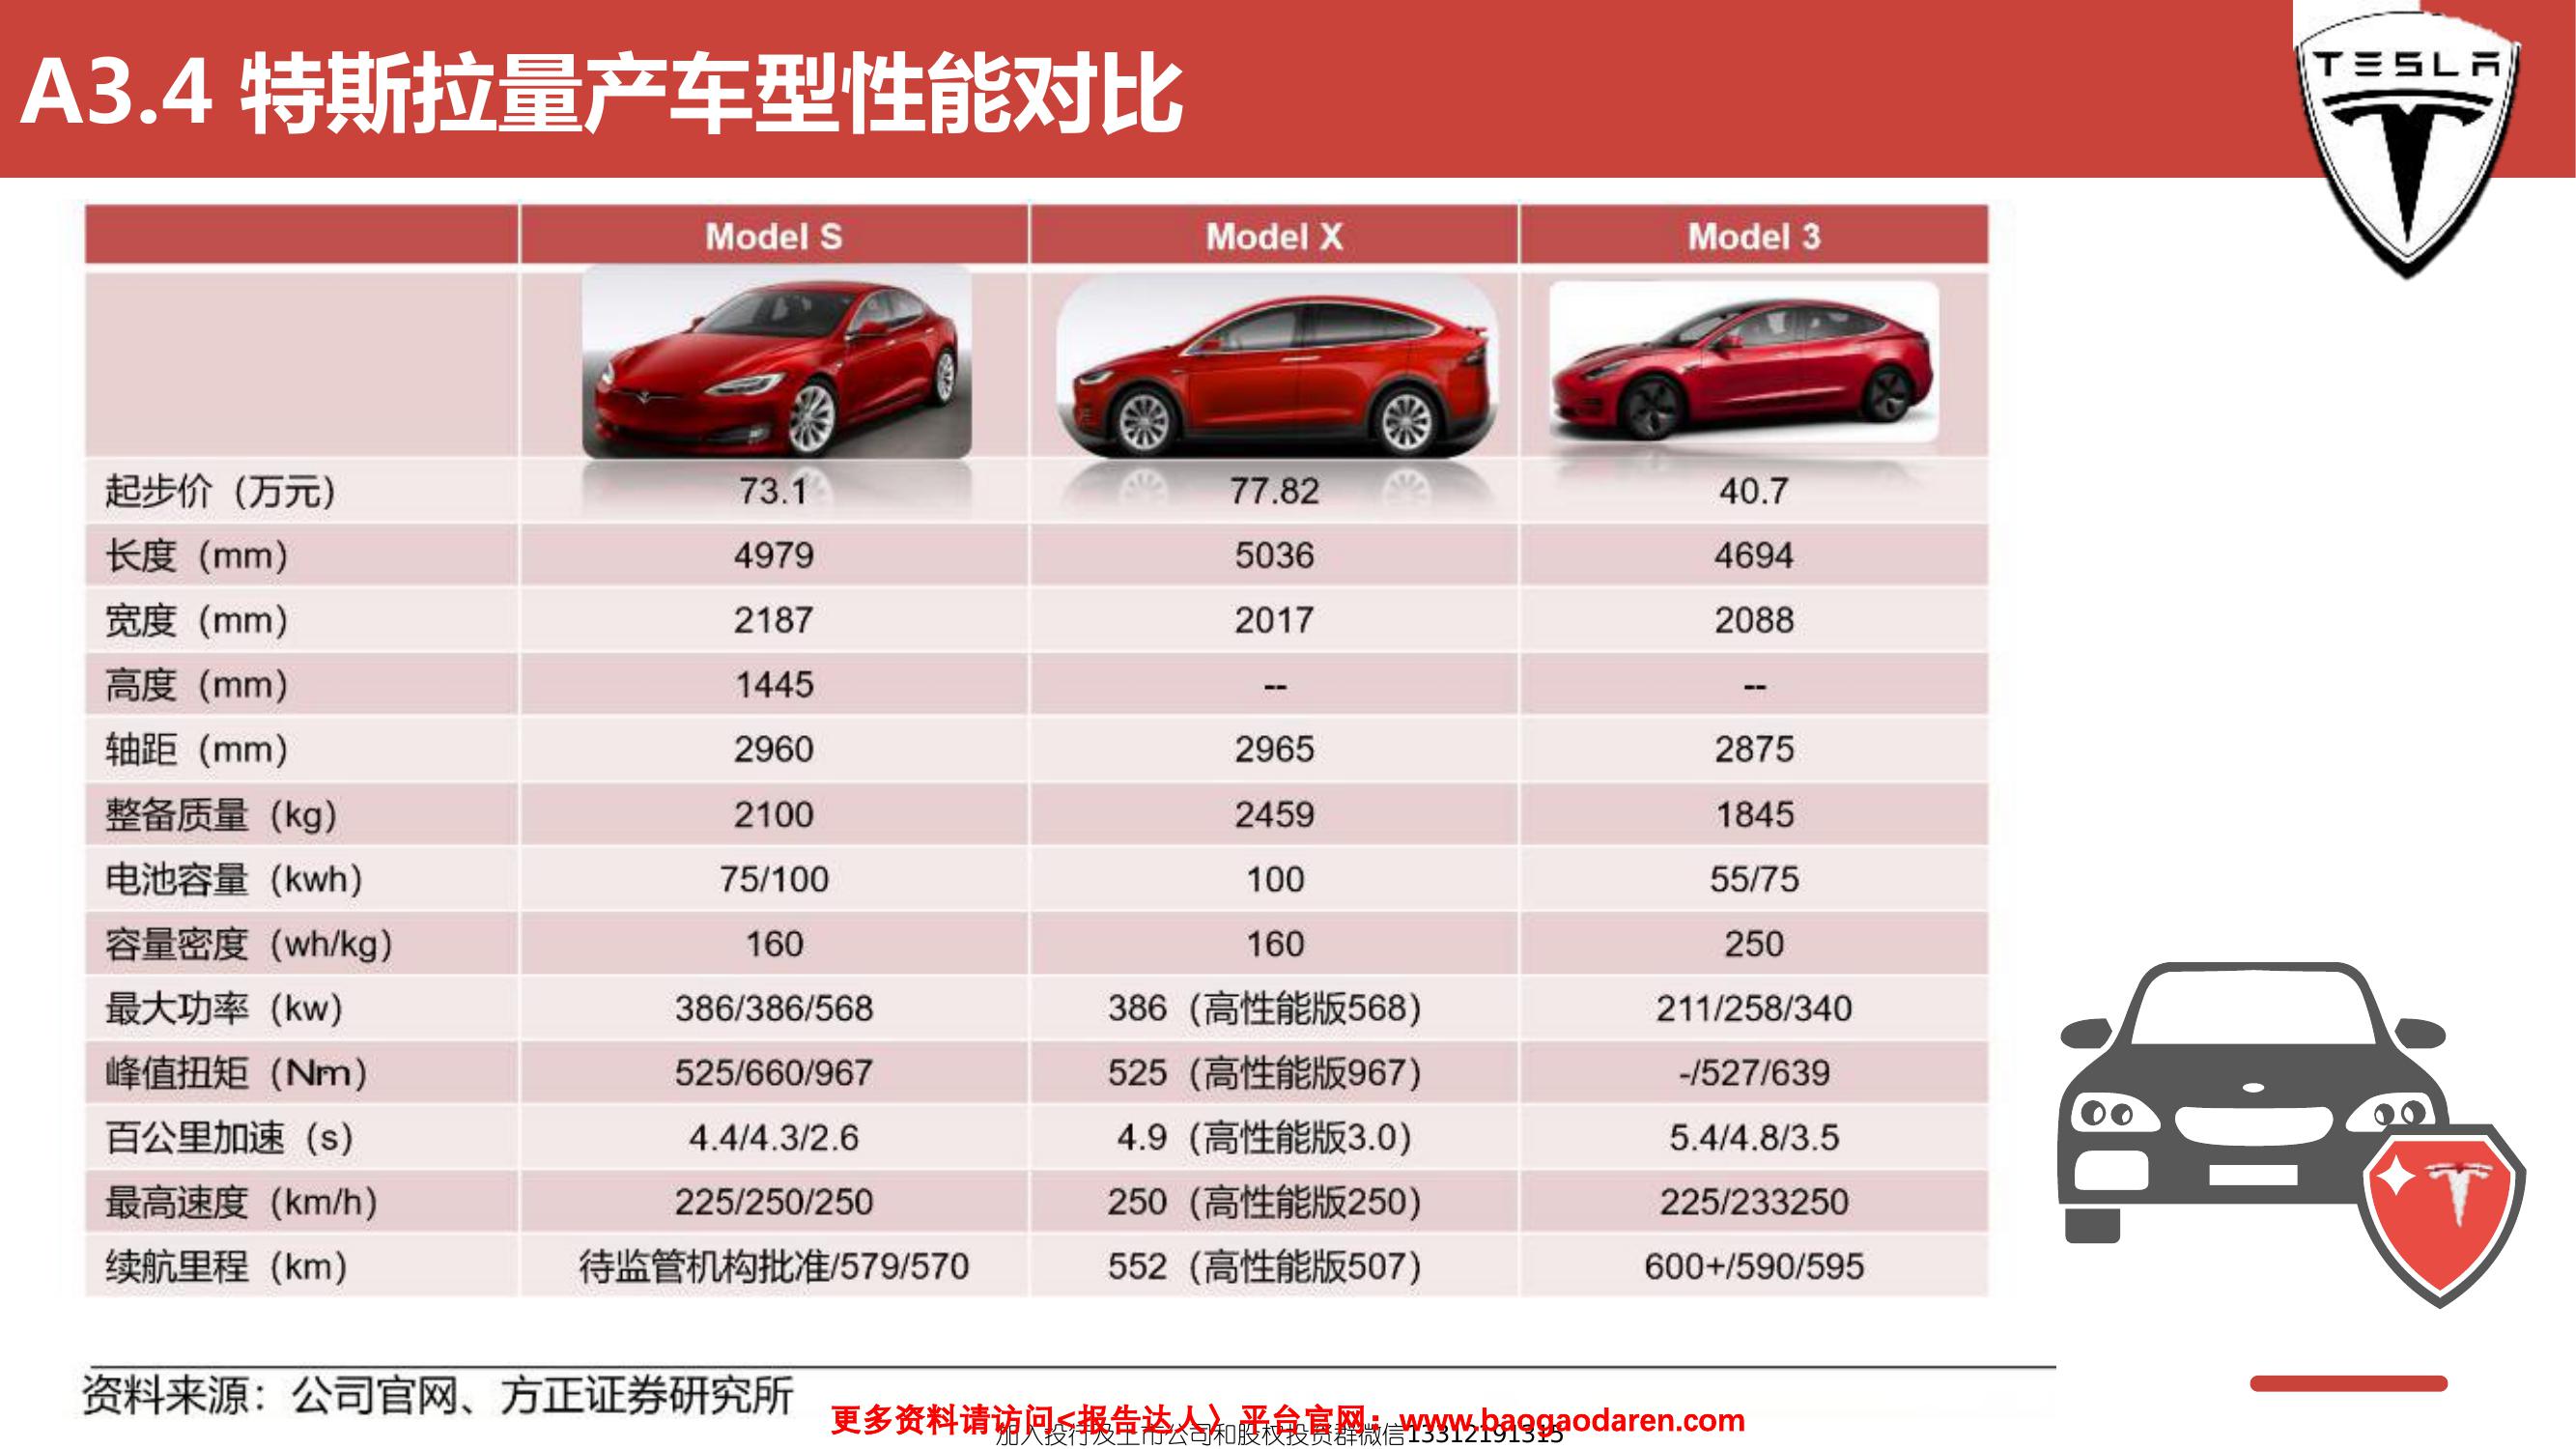 A3.4 特斯拉量产车型性能对比
TESLA
Model S Model X Model 3
起步价（万元） 73.1 77.82 40.7
长度（mm） 4979 5036 4694
宽度（mm） 2187 2017 2088
高度（mm） 1445 -- --
轴距（mm） 2960 2965 2875
整备质量（kg） 2100 2459 1845
电池容量（kwh） 75/100 100 55/75
容量密度（wh/kg） 160 160 250
最大功率（kw） 386/386/568 386（高性能版568） 211/258/340
峰值扭矩（Nm） 525/660/967 525（高性能版967） -/527/639
百公里加速（s） 4.4/4.3/2.6 4.9（高性能版3.0） 5.4/4.8/3.5
最高速度（km/h） 225/250/250 250（高性能版250） 225/233250
续航里程（km） 待监管机构批准/579/570 552（高性能版507） 600+/590/595
资料来源：公司官网、方正证券研究所
更多资料请访问<报告达人〉平台官网：www.baogaodaren.com
加入投行及上市公司和股权投资群微信13312191315